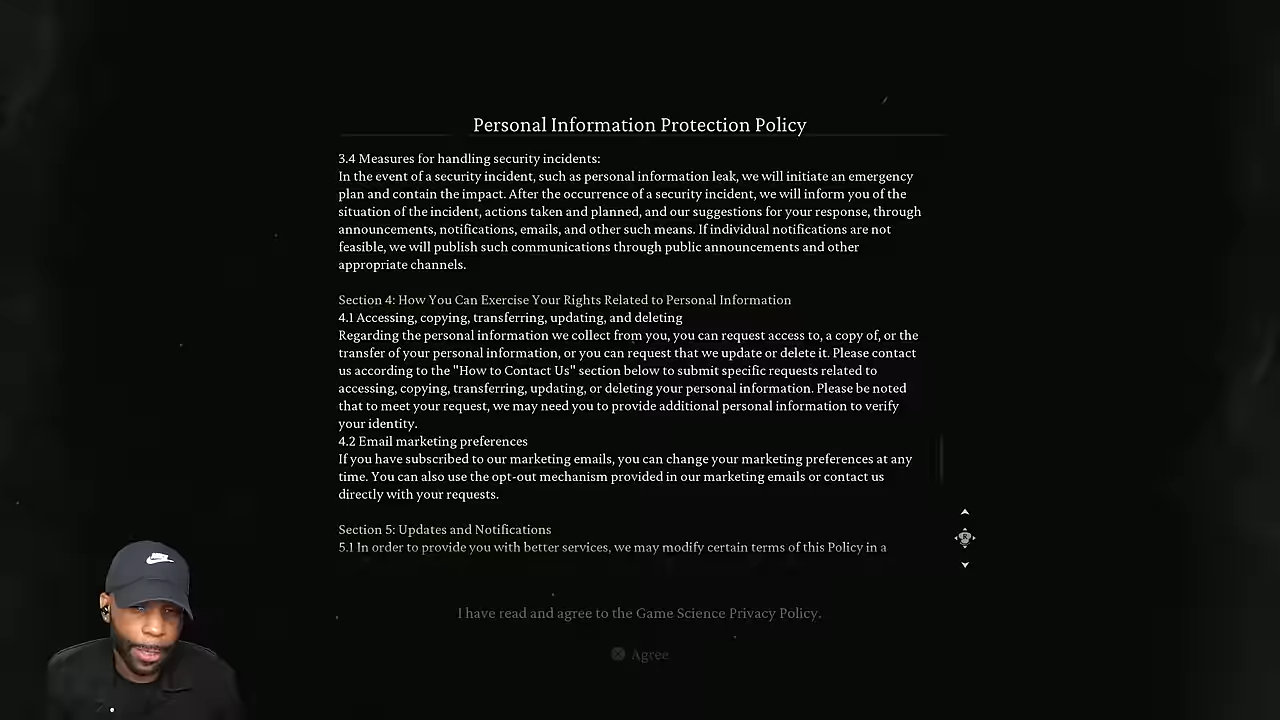 Personal Information Protection Policy
3.4 Measures for handling security incidents:
In the event of a security incident, such as personal information leak, we will initiate an emergency
plan and contain the impact. After the occurrence of a security incident, we will inform you of the
situation of the incident, actions taken and planned, and our suggestions for your response, through
announcements, notifications, emails, and other such means. If individual notifications are not
feasible, we will publish such communications through public announcements and other
appropriate channels.
Section 4: How You Can Exercise Your Rights Related to Personal Information
4.1 Accessing, copying, transferring, updating, and deleting
Regarding the personal information we collect from you, you can request access to, a copy of, or the
transfer of your personal information, or you can request that we update or delete it. Please contact
us according to the "How to Contact Us" section below to submit specific requests related to
accessing, copying, transferring, updating, or deleting your personal information. Please be noted
that to meet your request, we may need you to provide additional personal information to verify
your identity.
4.2 Email marketing preferences
If you have subscribed to our marketing emails, you can change your marketing preferences at any
time. You can also use the opt-out mechanism provided in our marketing emails or contact us
directly with your requests.
Section 5: Updates and Notifications
5.1 In order to provide you with better services, we may modify certain terms of this Policy in a
R
I have read and agree to the Game Science Privacy Policy.
Agree